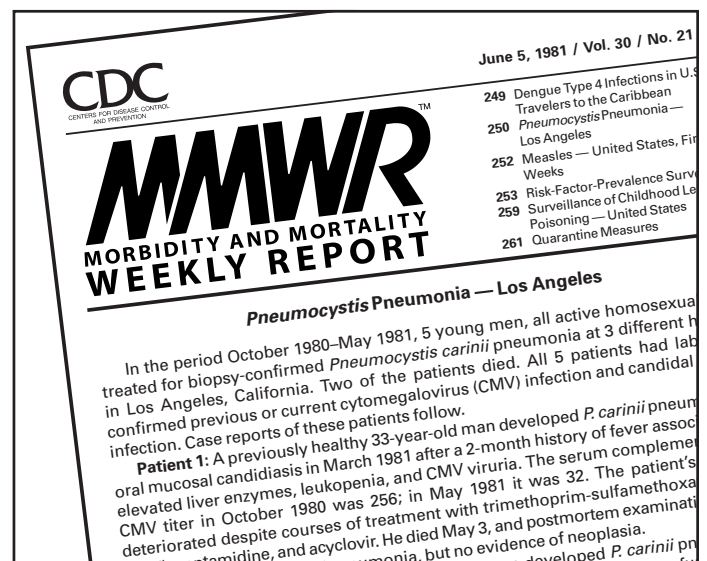 June 5, 1981 / Vol. 30 / No. 21
CDC
CENTERS FOR DISEASE CONTROL
AND PREVENTION
MMWR™
MORBIDITY AND MORTALITY
WEEKLY REPORT
249 Dengue Type 4 Infections in U.S
Travelers to the Caribbean
250 Pneumocystis Pneumonia —
Los Angeles
252 Measles — United States, Fir
Weeks
253 Risk-Factor-Prevalence Surve
259 Surveillance of Childhood Le
Poisoning — United States
261 Quarantine Measures
Pneumocystis Pneumonia — Los Angeles
In the period October 1980–May 1981, 5 young men, all active homosexua
treated for biopsy-confirmed Pneumocystis carinii pneumonia at 3 different h
in Los Angeles, California. Two of the patients died. All 5 patients had lab
confirmed previous or current cytomegalovirus (CMV) infection and candidal
infection. Case reports of these patients follow.
Patient 1: A previously healthy 33-year-old man developed P. carinii pneum
oral mucosal candidiasis in March 1981 after a 2-month history of fever assoc
elevated liver enzymes, leukopenia, and CMV viruria. The serum complemen
CMV titer in October 1980 was 256; in May 1981 it was 32. The patient's
deteriorated despite courses of treatment with trimethoprim-sulfamethoxa
ntamidine, and acyclovir. He died May 3, and postmortem examinati
umonia, but no evidence of neoplasia.
developed P. carinii pn